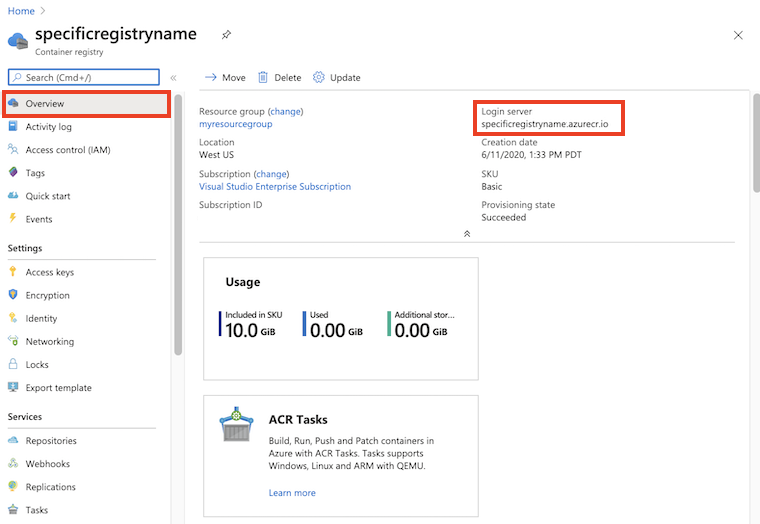 Home
specificregistryname
Container registry
Search (Cmd+/)
Overview
Activity log
Access control (IAM)
Tags
Quick start
Events
Settings
Access keys
Encryption
Identity
Networking
Locks
Export template
Services
Repositories
Webhooks
Replications
Tasks
Move Delete Update
Resource group (change)
myresourcegroup
Location
West US
Subscription (change)
Visual Studio Enterprise Subscription
Subscription ID
Login server
specificregistryname.azurecr.io
Creation date
6/11/2020, 1:33 PM PDT
SKU
Basic
Provisioning state
Succeeded
Usage
Included in SKU
10.0 GiB
Used
0.00 GiB
Additional stor...
0.00 GiB
ACR Tasks
Build, Run, Push and Patch containers in
Azure with ACR Tasks. Tasks supports
Windows, Linux and ARM with QEMU.
Learn more